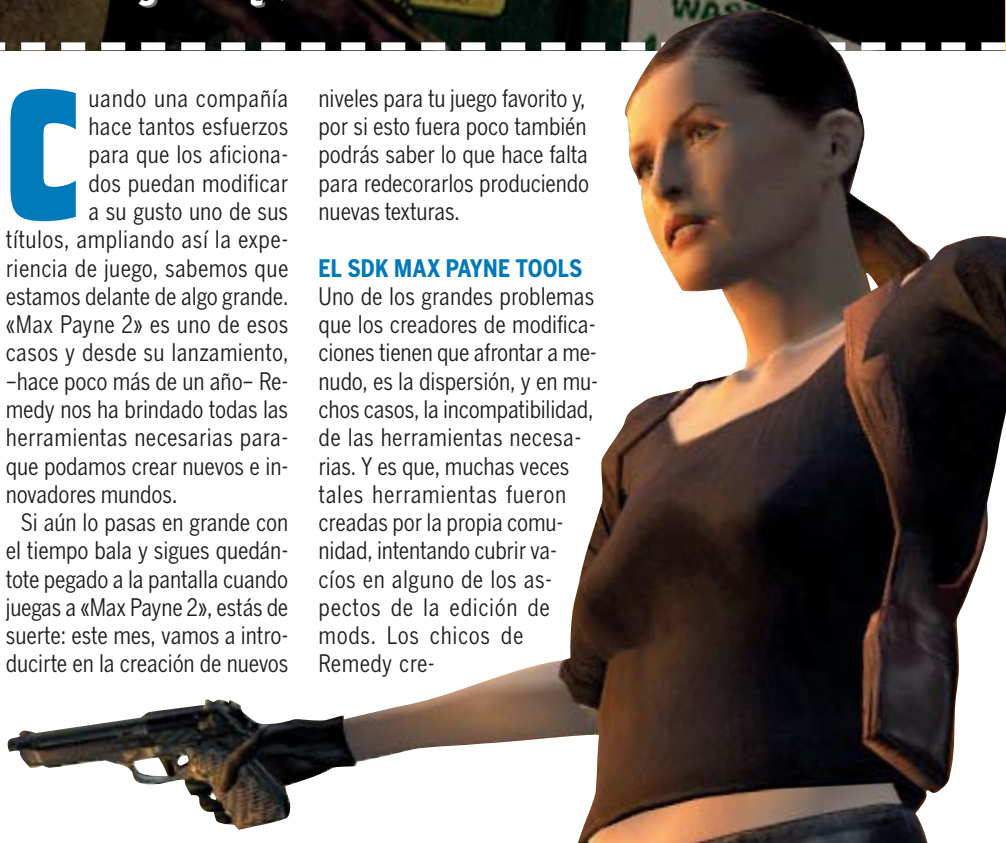 Cuando una compañía
hace tantos esfuerzos
para que los aficiona-
dos puedan modificar
a su gusto uno de sus
títulos, ampliando así la expe-
riencia de juego, sabemos que
estamos delante de algo grande.
«Max Payne 2» es uno de esos
casos y desde su lanzamiento,
–hace poco más de un año– Re-
medy nos ha brindado todas las
herramientas necesarias para-
que podamos crear nuevos e in-
novadores mundos.
Si aún lo pasas en grande con
el tiempo bala y sigues quedán-
tote pegado a la pantalla cuando
juegas a «Max Payne 2», estás de
suerte: este mes, vamos a intro-
ducirte en la creación de nuevos
niveles para tu juego favorito y,
por si esto fuera poco también
podrás saber lo que hace falta
para redecorarlos produciendo
nuevas texturas.
EL SDK MAX PAYNE TOOLS
Uno de los grandes problemas
que los creadores de modifica-
ciones tienen que afrontar a me-
nudo, es la dispersión, y en mu-
chos casos, la incompatibilidad,
de las herramientas necesa-
rias. Y es que, muchas veces
tales herramientas fueron
creadas por la propia comu-
nidad, intentando cubrir va-
cíos en alguno de los as-
pectos de la edición de
mods. Los chicos de
Remedy cre-